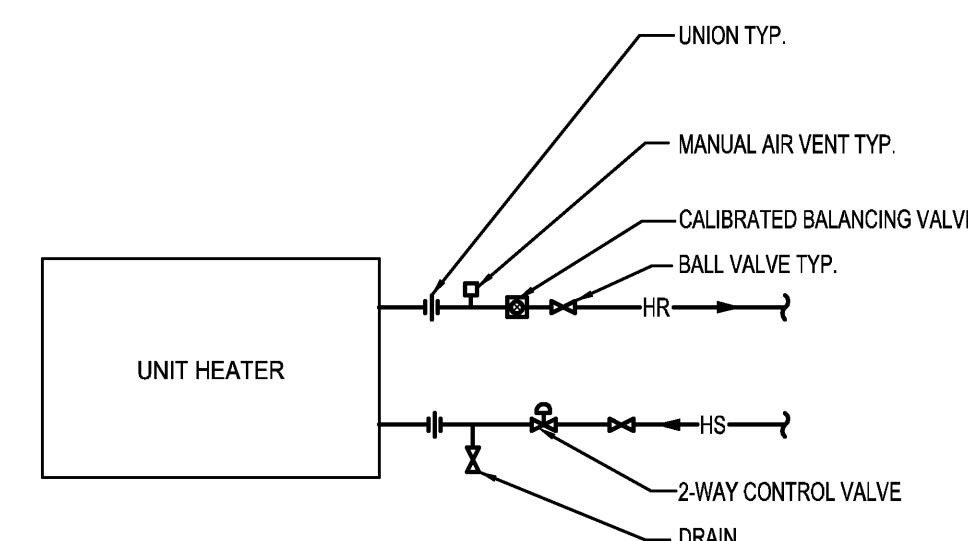 UNION TYP.
MANUAL AIR VENT TYP.
CALIBRATED BALANCING VALVE
BALL VALVE TYP.
HR
UNIT HEATER
HS
2-WAY CONTROL VALVE
DRAIN